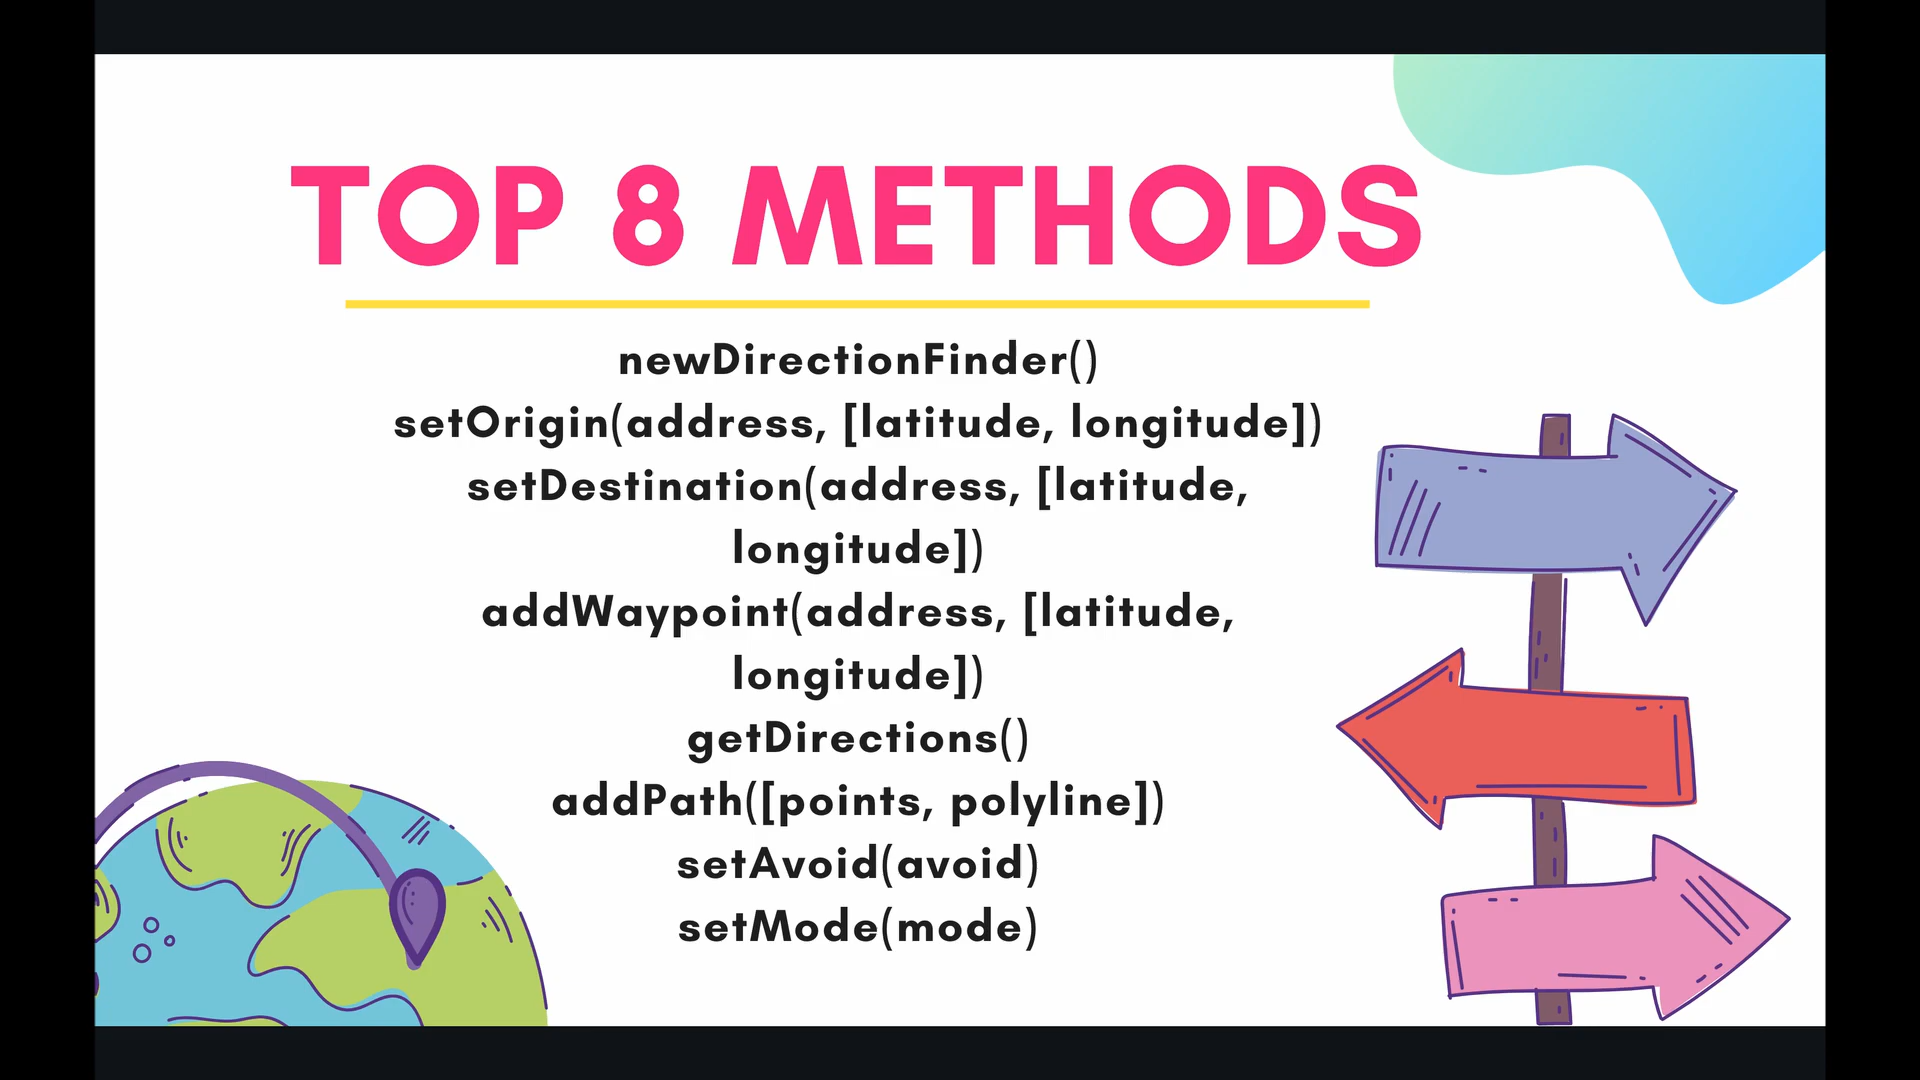 TOP 8 METHODS
newDirectionFinder()
setOrigin(address, [latitude, longitude])
setDestination(address, [latitude,
longitude])
addWaypoint(address, [latitude,
longitude])
getDirections()
addPath([points, polyline])
setAvoid(avoid)
setMode(mode)